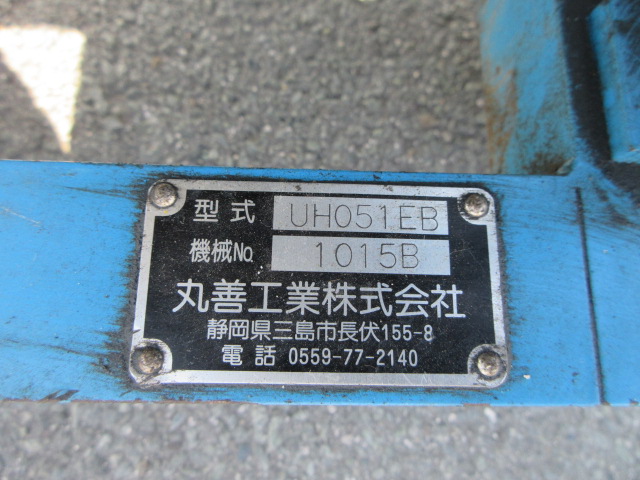 型式 UH051EB
機械No. 1015B
丸善工業株式会社
静岡県三島市長伏155-8
電話 0559-77-2140